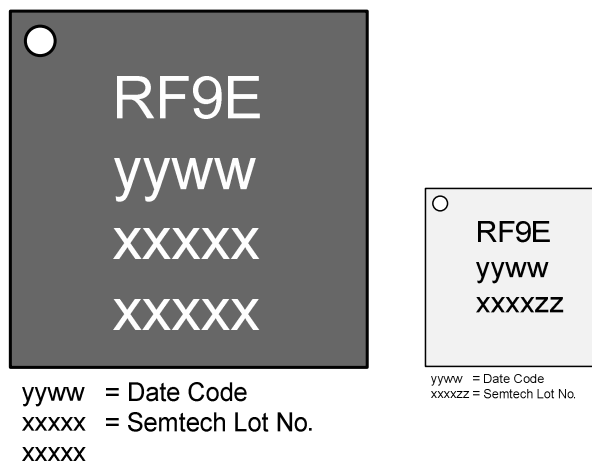 RF9E
yyww
xxxxx
xxxxx
yyww = Date Code
xxxxx = Semtech Lot No.
xxxxx
RF9E
yyww
xxxxzz
yyww = Date Code
xxxxzz = Semtech Lot No.